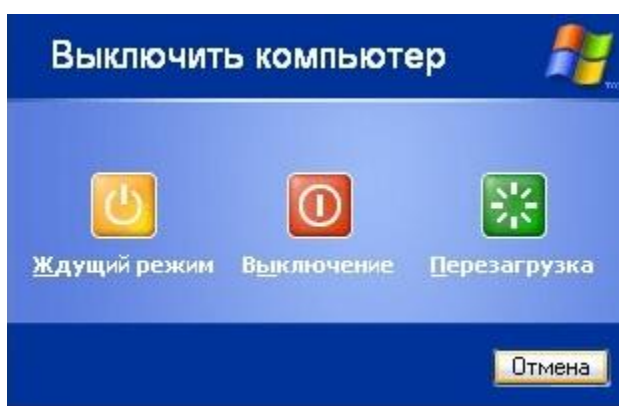 Выключить компьютер
Ждущий режим Выключение Перезагрузка
Отмена